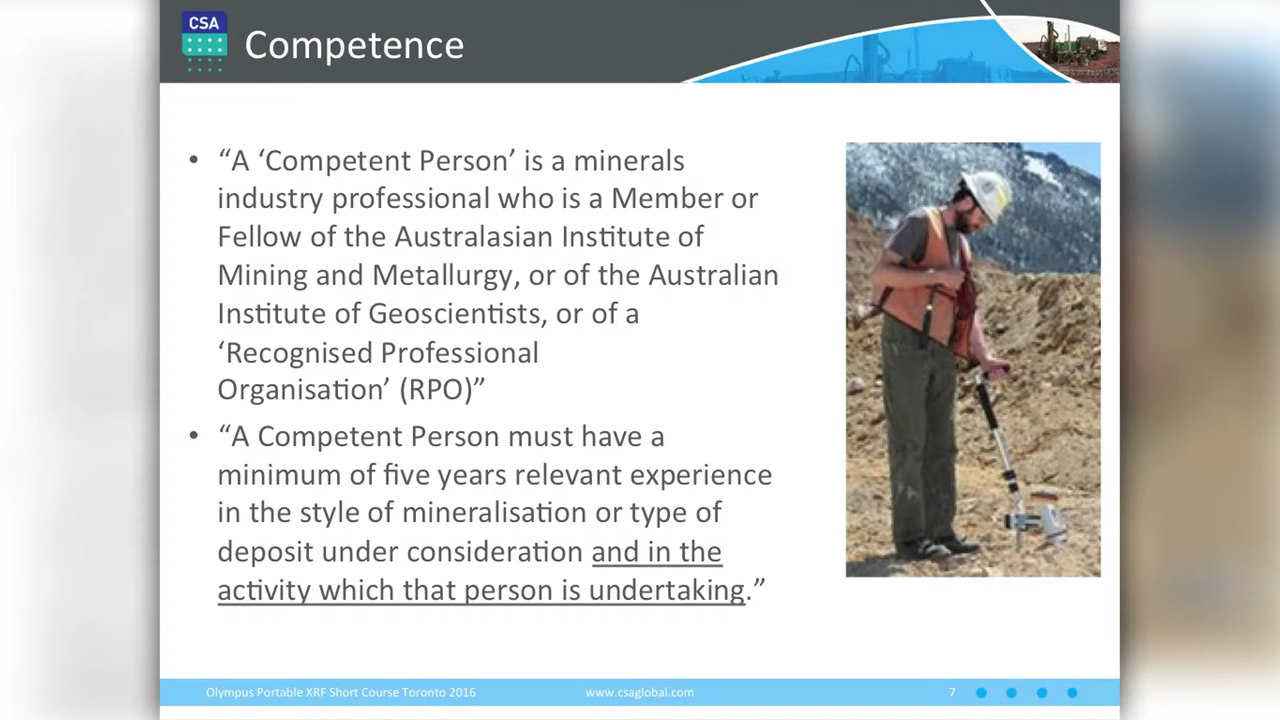 CSA
Competence
• “A ‘Competent Person’ is a minerals
industry professional who is a Member or
Fellow of the Australasian Institute of
Mining and Metallurgy, or of the Australian
Institute of Geoscientists, or of a
‘Recognised Professional
Organisation’ (RPO)”
• “A Competent Person must have a
minimum of five years relevant experience
in the style of mineralisation or type of
deposit under consideration and in the
activity which that person is undertaking.”
Olympus Portable XRF Short Course Toronto 2016 www.csaglobal.com 7